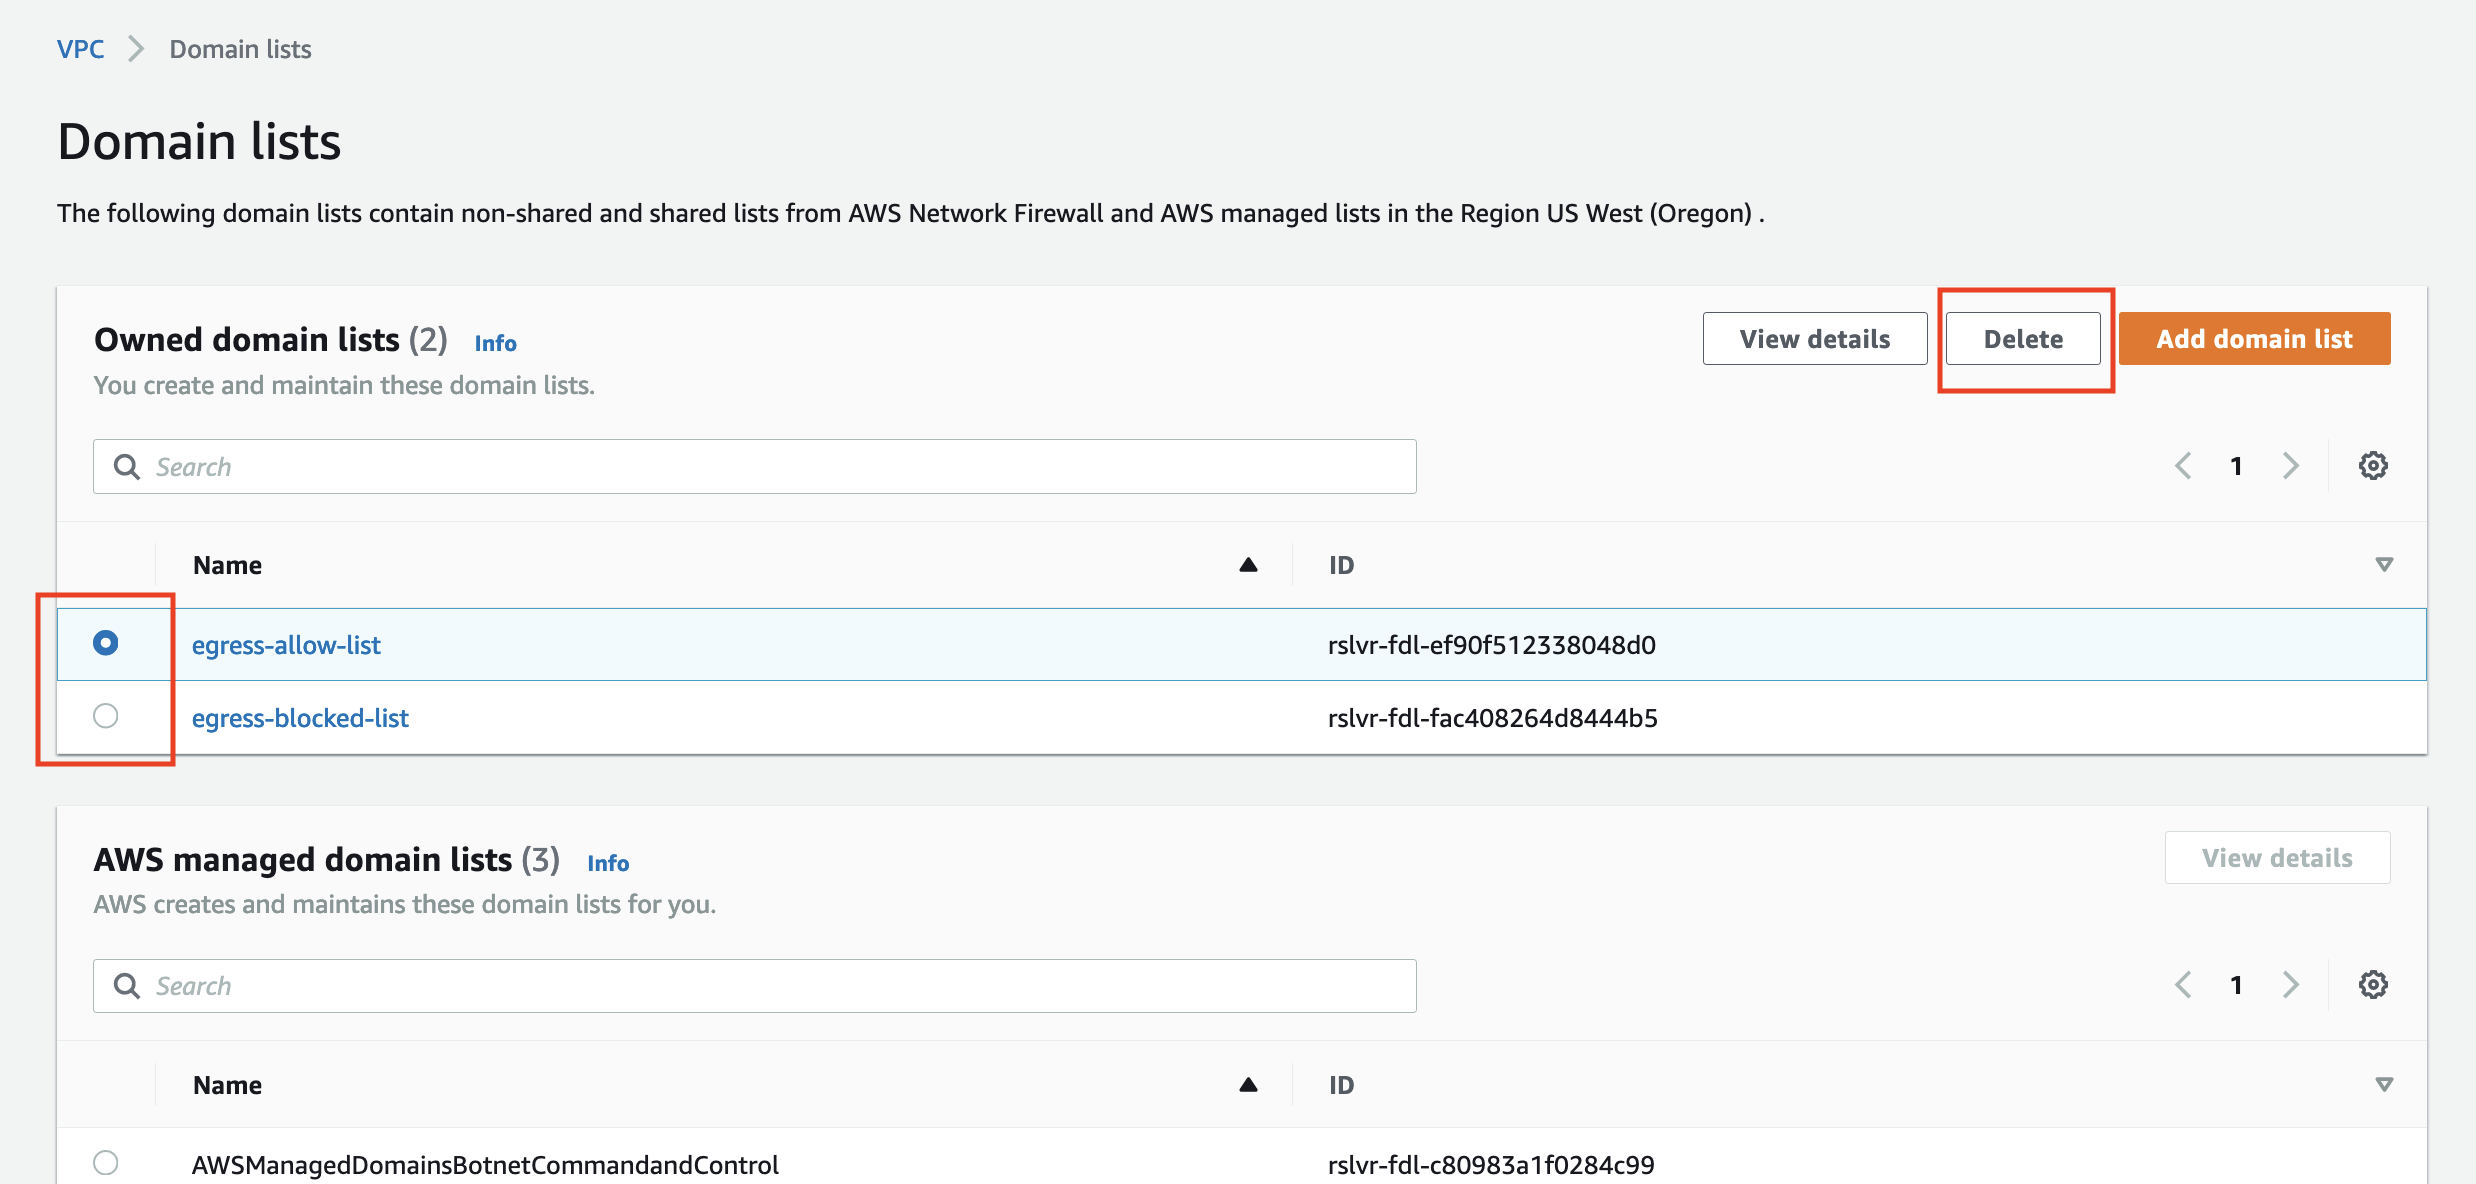 VPC > Domain lists
Domain lists
The following domain lists contain non-shared and shared lists from AWS Network Firewall and AWS managed lists in the Region US West (Oregon) .
Owned domain lists (2) Info
View details Delete Add domain list
You create and maintain these domain lists.
Search
1
Name ID
egress-allow-list rslvr-fdl-ef90f512338048d0
egress-blocked-list rslvr-fdl-fac408264d8444b5
AWS managed domain lists (3) Info
View details
AWS creates and maintains these domain lists for you.
Search
1
Name ID
AWSManagedDomainsBotnetCommandandControl rslvr-fdl-c80983a1f0284c99